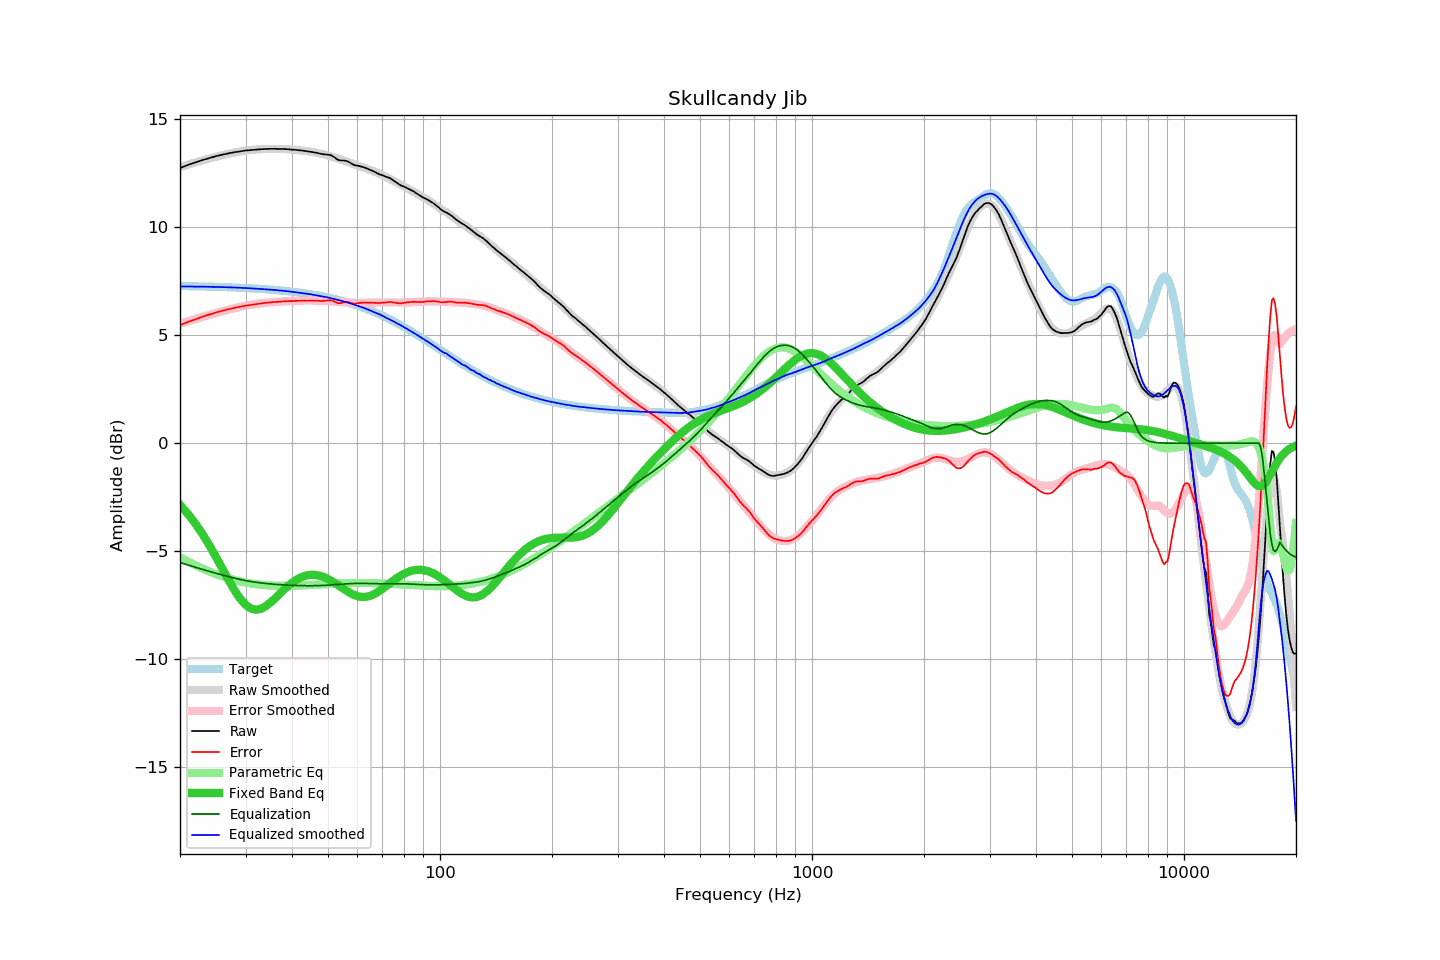 Skullcandy Jib
Amplitude (dBr)
15
10
5
0
−5
−10
−15
Target
Raw Smoothed
Error Smoothed
Raw
Error
Parametric Eq
Fixed Band Eq
Equalization
Equalized smoothed
100
1000
10000
Frequency (Hz)